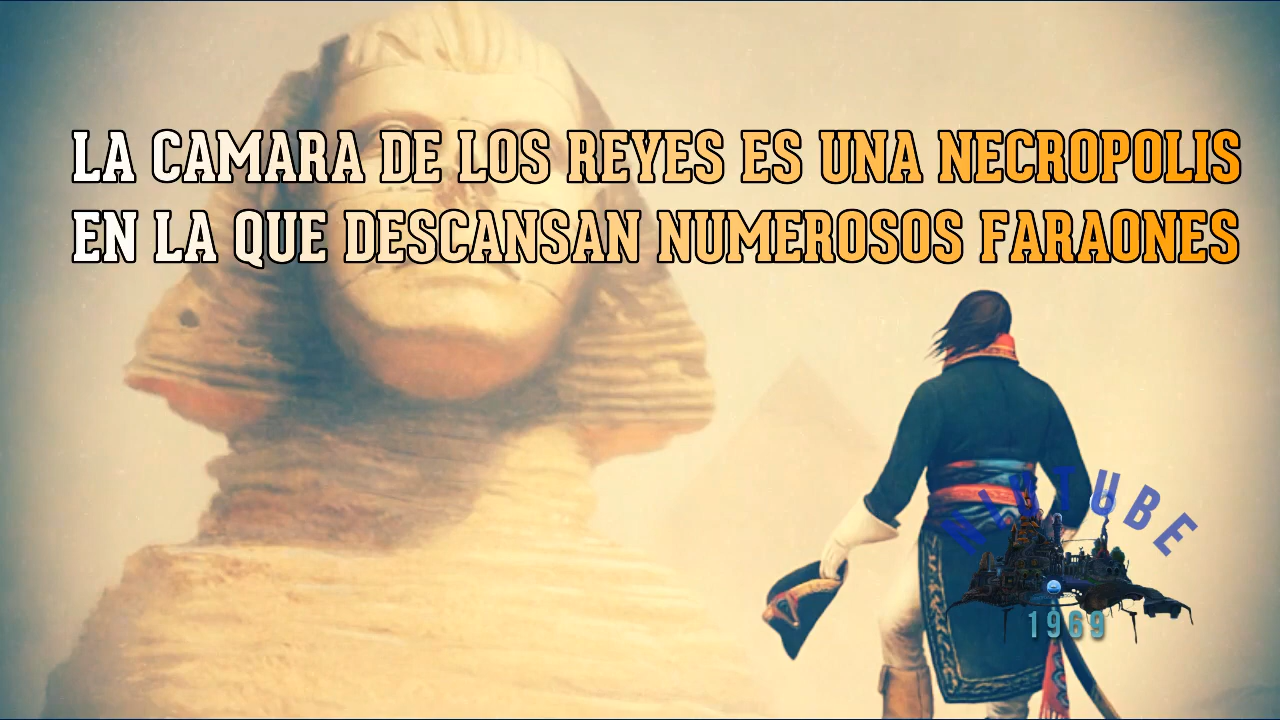 LA CAMARA DE LOS REYES ES UNA NECROPOLIS
EN LA QUE DESCANSAN NUMEROSOS FARAONES
1969